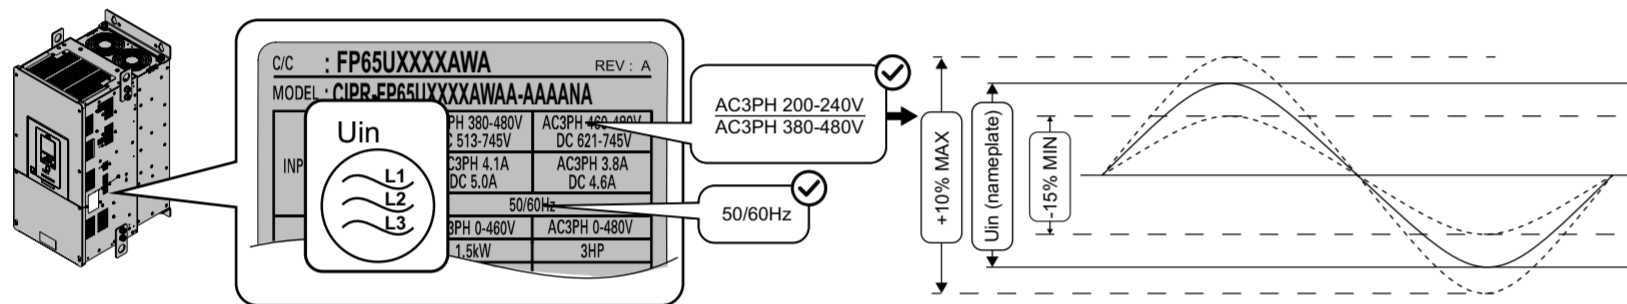 C/C : FP65UXXXXAWA REV : A
MODEL : CIPR-FP65UXXXXAWAA-AAAANA
Uin
L1
L2
L3
INP
PH 380-480V AC3PH 460-480V
513-745V DC 621-745V
C3PH 4.1A AC3PH 3.8A
DC 5.0A DC 4.6A
50/60Hz
3PH 0-460V AC3PH 0-480V
1.5kW 3HP
AC3PH 200-240V
AC3PH 380-480V
50/60Hz
+10% MAX
Uin (nameplate)
-15% MIN